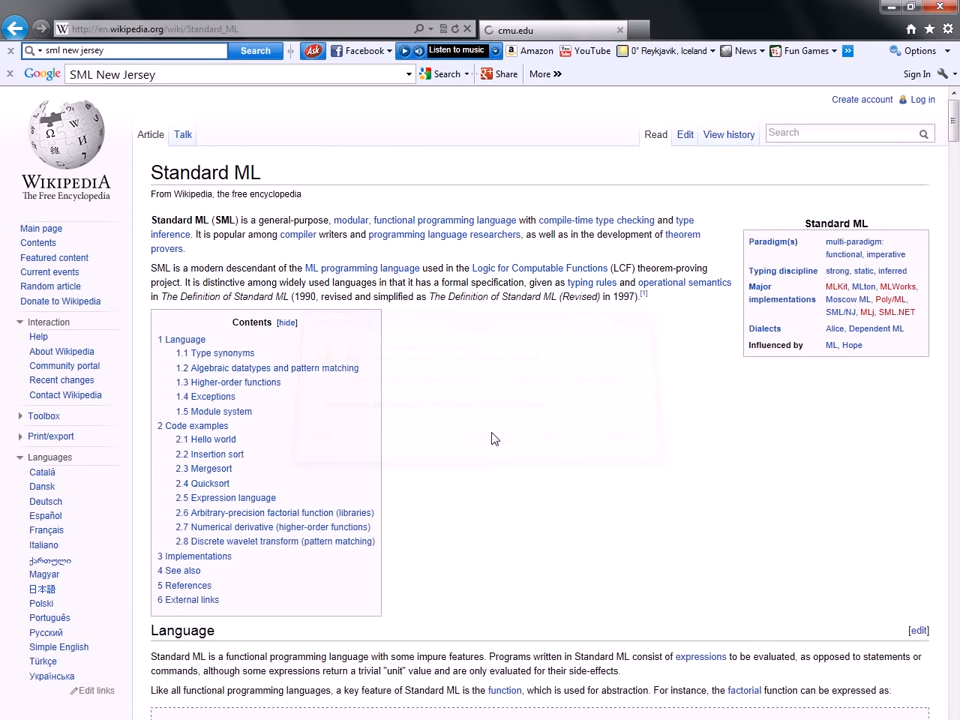 http://en.wikipedia.org/wiki/Standard_ML
cmu.edu
sml new jersey
Search
Ask
Facebook
Listen to music
Amazon
YouTube
0° Reykjavik, Iceland
News
Fun Games
Options
Google
SML New Jersey
Search
Share
More »
Sign In
Create account
Log in
WIKIPEDIA
The Free Encyclopedia
Article
Talk
Read
Edit
View history
Search
Main page
Contents
Featured content
Current events
Random article
Donate to Wikipedia
Interaction
Help
About Wikipedia
Community portal
Recent changes
Contact Wikipedia
Toolbox
Print/export
Languages
Català
Dansk
Deutsch
Español
Français
Italiano
ქართული
Magyar
日本語
Polski
Português
Русский
Simple English
Türkçe
Українська
Edit links
Standard ML
From Wikipedia, the free encyclopedia
Standard ML (SML) is a general-purpose, modular, functional programming language with compile-time type checking and type
inference. It is popular among compiler writers and programming language researchers, as well as in the development of theorem
provers.
SML is a modern descendant of the ML programming language used in the Logic for Computable Functions (LCF) theorem-proving
project. It is distinctive among widely used languages in that it has a formal specification, given as typing rules and operational semantics
in The Definition of Standard ML (1990, revised and simplified as The Definition of Standard ML (Revised) in 1997).[1]
Standard ML
Paradigm(s) multi-paradigm:
functional, imperative
Typing discipline strong, static, inferred
Major MLKit, MLton, MLWorks,
implementations Moscow ML, Poly/ML,
SML/NJ, MLj, SML.NET
Dialects Alice, Dependent ML
Influenced by ML, Hope
Contents [hide]
1 Language
1.1 Type synonyms
1.2 Algebraic datatypes and pattern matching
1.3 Higher-order functions
1.4 Exceptions
1.5 Module system
2 Code examples
2.1 Hello world
2.2 Insertion sort
2.3 Mergesort
2.4 Quicksort
2.5 Expression language
2.6 Arbitrary-precision factorial function (libraries)
2.7 Numerical derivative (higher-order functions)
2.8 Discrete wavelet transform (pattern matching)
3 Implementations
4 See also
5 References
6 External links
Language [edit]
Standard ML is a functional programming language with some impure features. Programs written in Standard ML consist of expressions to be evaluated, as opposed to statements or
commands, although some expressions return a trivial "unit" value and are only evaluated for their side-effects.
Like all functional programming languages, a key feature of Standard ML is the function, which is used for abstraction. For instance, the factorial function can be expressed as: